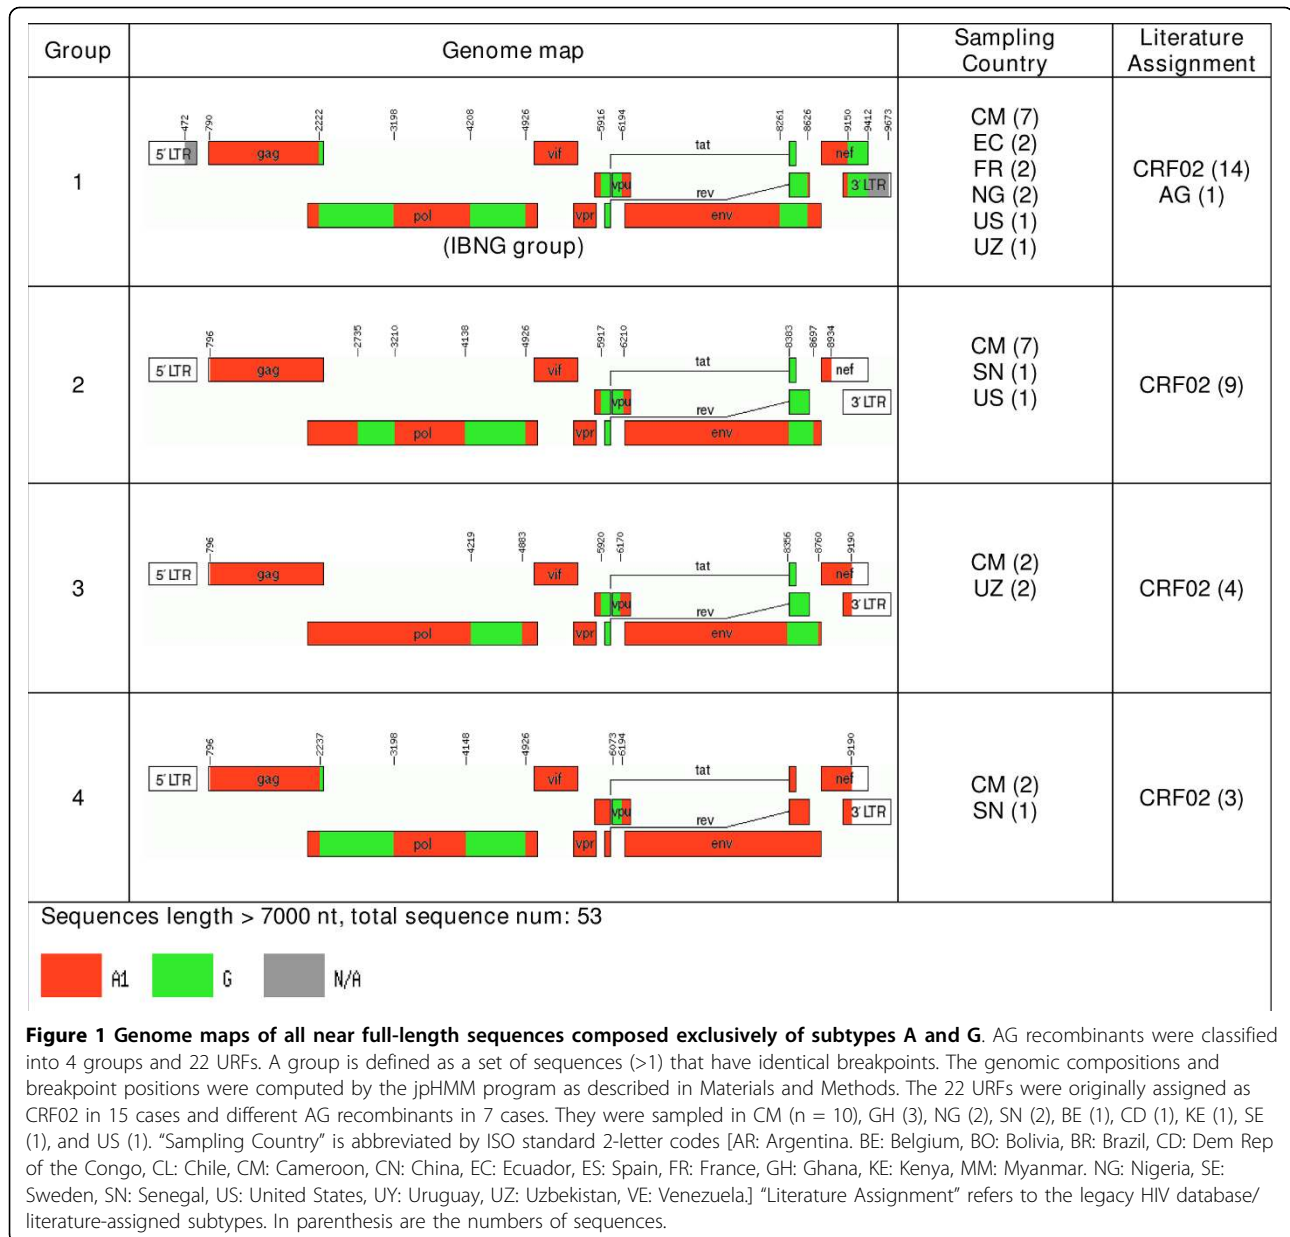 Group
Genome map
Sampling Country
Literature Assignment
1
472
790
2222
3198
4208
4926
5916
6194
8261
8626
9150
9412
9673
5' LTR
gag
vif
tat
nef
vpu
rev
3' LTR
pol
vpr
env
(IBNG group)
CM (7)
EC (2)
FR (2)
NG (2)
US (1)
UZ (1)
CRF02 (14)
AG (1)
2
796
2735
3210
4138
4926
5917
6210
8383
8697
8934
5' LTR
gag
vif
tat
nef
vpu
rev
3' LTR
pol
vpr
env
CM (7)
SN (1)
US (1)
CRF02 (9)
3
796
4219
4883
5920
6170
8356
8760
9190
5' LTR
gag
vif
tat
nef
vpu
rev
3' LTR
pol
vpr
env
CM (2)
UZ (2)
CRF02 (4)
4
796
2237
3198
4148
4926
6073
6194
9190
5' LTR
gag
vif
tat
nef
vpu
rev
3' LTR
pol
vpr
env
CM (2)
SN (1)
CRF02 (3)
Sequences length > 7000 nt, total sequence num: 53
A1
G
N/A
Figure 1 Genome maps of all near full-length sequences composed exclusively of subtypes A and G. AG recombinants were classified
into 4 groups and 22 URFs. A group is defined as a set of sequences (>1) that have identical breakpoints. The genomic compositions and
breakpoint positions were computed by the jpHMM program as described in Materials and Methods. The 22 URFs were originally assigned as
CRF02 in 15 cases and different AG recombinants in 7 cases. They were sampled in CM (n = 10), GH (3), NG (2), SN (2), BE (1), CD (1), KE (1), SE
(1), and US (1). “Sampling Country” is abbreviated by ISO standard 2-letter codes [AR: Argentina. BE: Belgium, BO: Bolivia, BR: Brazil, CD: Dem Rep
of the Congo, CL: Chile, CM: Cameroon, CN: China, EC: Ecuador, ES: Spain, FR: France, GH: Ghana, KE: Kenya, MM: Myanmar. NG: Nigeria, SE:
Sweden, SN: Senegal, US: United States, UY: Uruguay, UZ: Uzbekistan, VE: Venezuela.] “Literature Assignment” refers to the legacy HIV database/
literature-assigned subtypes. In parenthesis are the numbers of sequences.